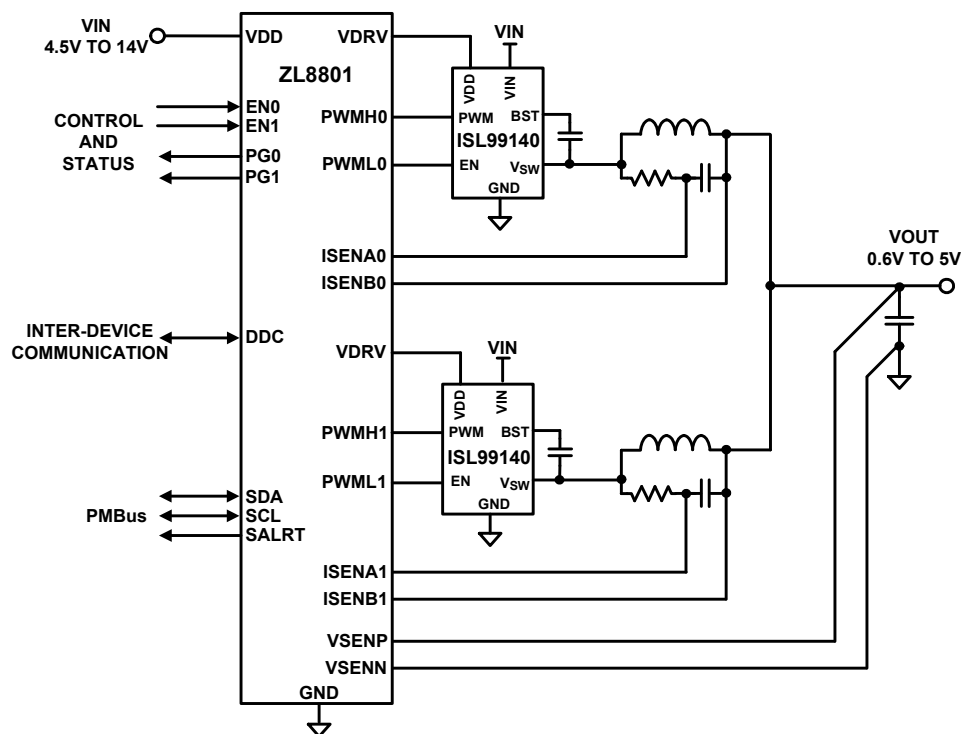 VIN
4.5V TO 14V
VDD
VDRV
ZL8801
VIN
VDD
VIN
EN0
EN1
CONTROL
AND
STATUS
PG0
PG1
PWMH0
PWM
BST
ISL99140
PWML0
EN
VSW
GND
ISENA0
ISENB0
VOUT
0.6V TO 5V
INTER-DEVICE
COMMUNICATION
DDC
VDRV
VIN
VDD
VIN
PWMH1
PWM
BST
ISL99140
PWML1
EN
VSW
GND
PMBus
SDA
SCL
SALRT
ISENA1
ISENB1
VSENP
VSENN
GND